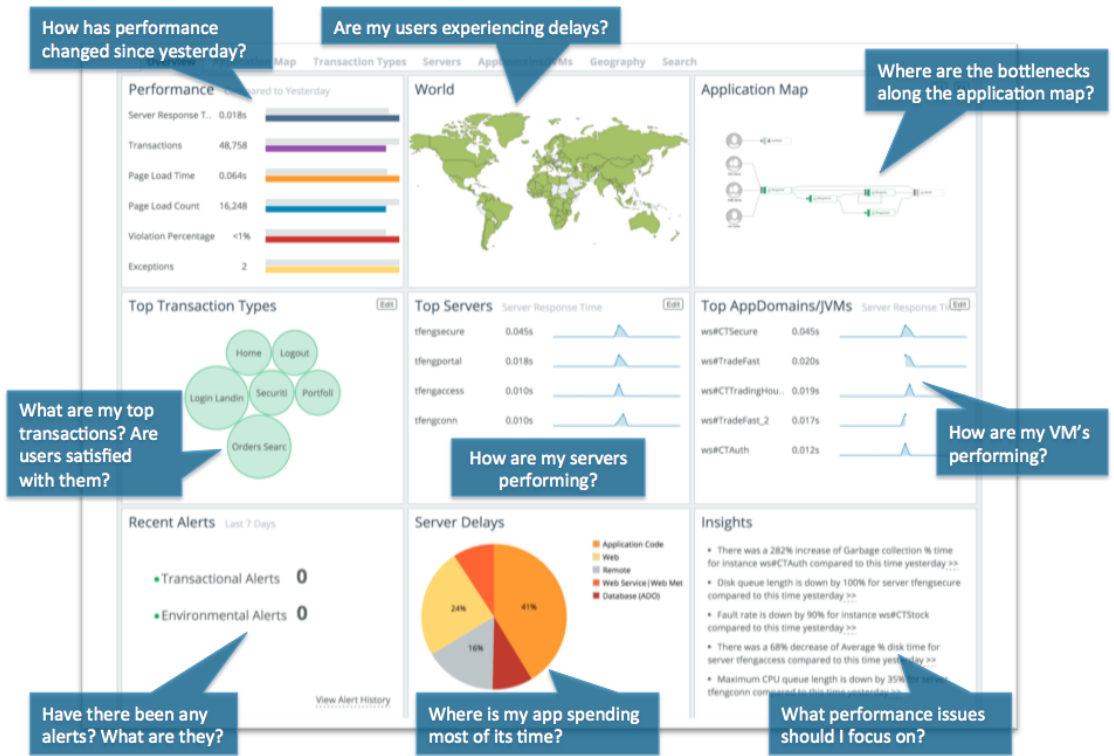 How has performance
changed since yesterday?
Are my users experiencing delays?
Where are the bottlenecks
along the application map?
Overview
Map
Transaction Types
Servers
Geography
Search
Performance
to Yesterday
Server Response T..
0.018s
Transactions
48,758
Page Load Time
0.064s
Page Load Count
16,248
Violation Percentage
<1%
Exceptions
2
World
Application Map
Top Transaction Types
Edit
Home
Logout
Login Landin
Securiti
Portfoli
Orders Searc
What are my top
transactions? Are
users satisfied
with them?
Top Servers
Server Response Time
Edit
tfengsecure
0.045s
tfengportal
0.018s
tfengaccess
0.010s
tfengconn
0.010s
How are my servers
performing?
Top AppDomains/JVMs
Server Response
Edit
ws#CTSecure
0.045s
ws#TradeFast
0.020s
ws#CTTradingHou..
0.019s
ws#TradeFast_2
0.017s
ws#CTAuth
0.012s
How are my VM's
performing?
Recent Alerts
Last 7 Days
•Transactional Alerts 0
•Environmental Alerts 0
View Alert History
Have there been any
alerts? What are they?
Server Delays
41%
24%
16%
Application Code
Web
Remote
Web Service|Web Met
Database (ADO)
Where is my app spending
most of its time?
Insights
• There was a 282% increase of Garbage collection % time
for instance ws#CTAuth compared to this time yesterday >>
• Disk queue length is down by 100% for server tfengsecure
compared to this time yesterday >>
• Fault rate is down by 90% for instance ws#CTStock
compared to this time yesterday >>
• There was a 68% decrease of Average % disk time for
server tfengaccess compared to this time yesterday >>
• Maximum CPU queue length is down by 35% for server
tfengconn compared to this time yesterday >>
What performance issues
should I focus on?